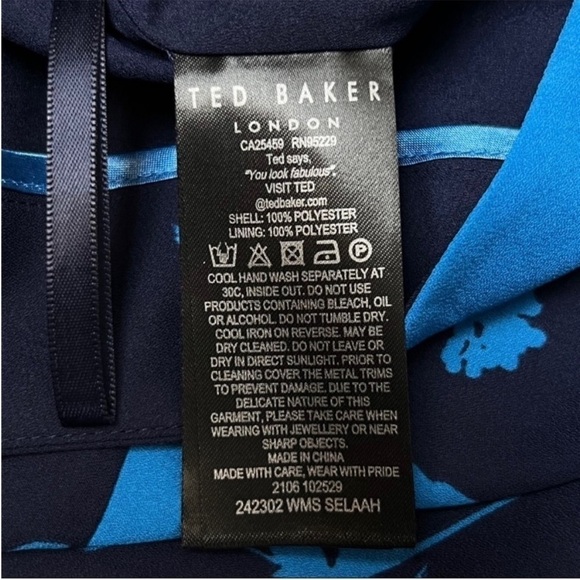 TED BAKER
LONDON
CA25459 RN95229
Ted says,
"You look fabulous".
VISIT TED
@tedbaker.com
SHELL: 100% POLYESTER
LINING: 100% POLYESTER
P
COOL HAND WASH SEPARATELY AT
30C, INSIDE OUT. DO NOT USE
PRODUCTS CONTAINING BLEACH, OIL
OR ALCOHOL. DO NOT TUMBLE DRY.
COOL IRON ON REVERSE. MAY BE
DRY CLEANED. DO NOT LEAVE OR
DRY IN DIRECT SUNLIGHT. PRIOR TO
CLEANING COVER THE METAL TRIMS
TO PREVENT DAMAGE. DUE TO THE
DELICATE NATURE OF THIS
GARMENT, PLEASE TAKE CARE WHEN
WEARING WITH JEWELLERY OR NEAR
SHARP OBJECTS.
MADE IN CHINA
MADE WITH CARE, WEAR WITH PRIDE
2106 102529
242302 WMS SELAAH